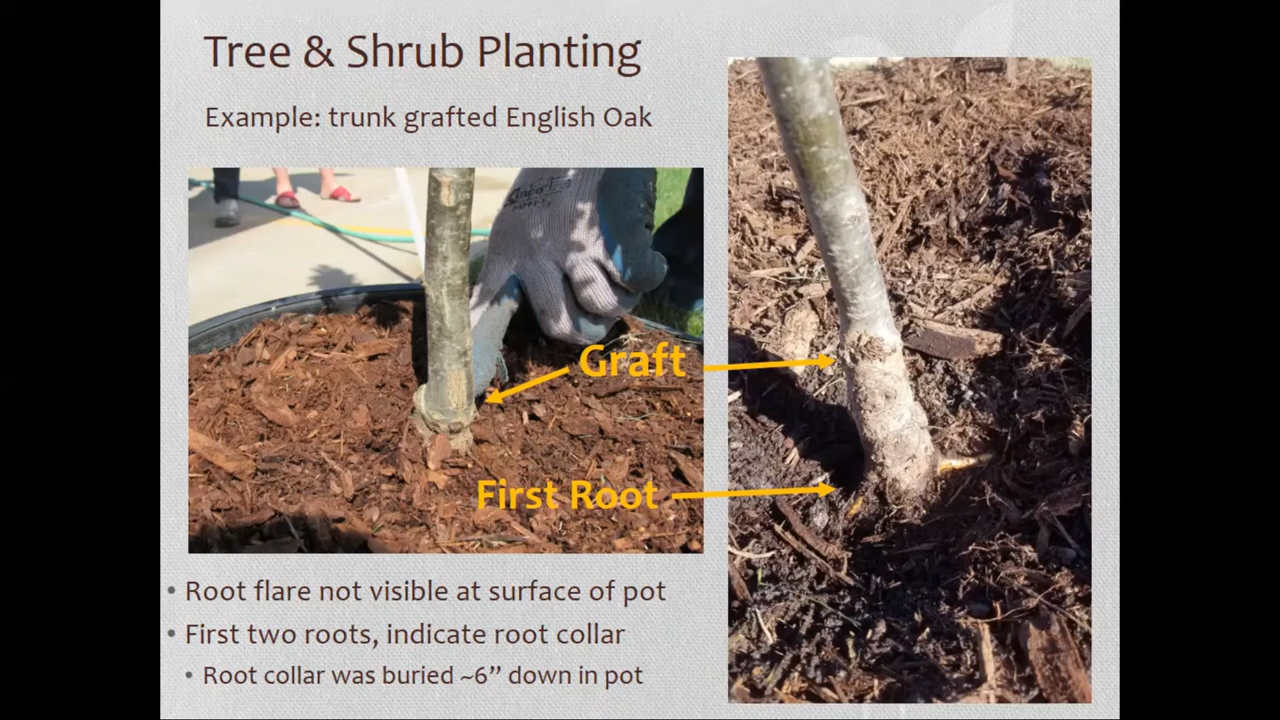 Tree & Shrub Planting
Example: trunk grafted English Oak
Graft
First Root
• Root flare not visible at surface of pot
• First two roots, indicate root collar
• Root collar was buried ~6” down in pot